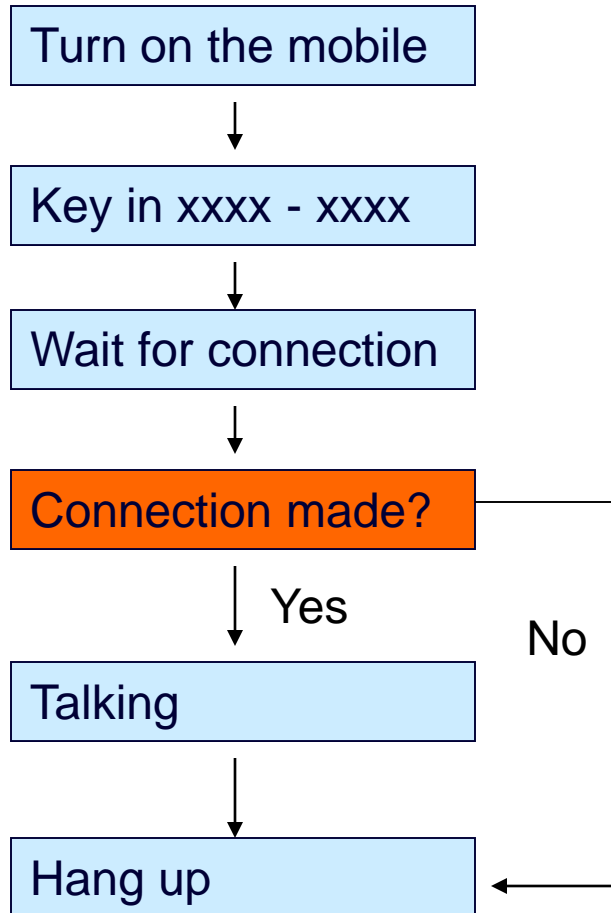 Turn on the mobile
Key in xxxx - xxxx
Wait for connection
Connection made?
Yes
No
Talking
Hang up